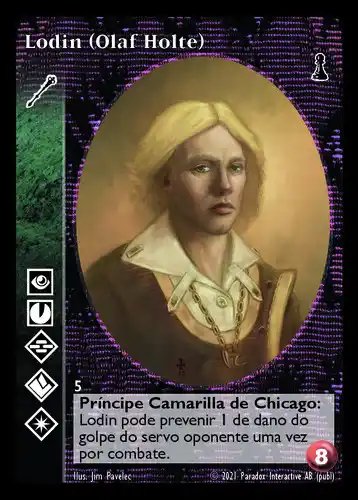 Lodin (Olaf Holte)
5
Príncipe Camarilla de Chicago:
Lodin pode prevenir 1 de dano do
golpe do servo oponente uma vez
por combate.
8
Ilus: Jim Pavelec
© 2021 Paradox Interactive AB (publ)